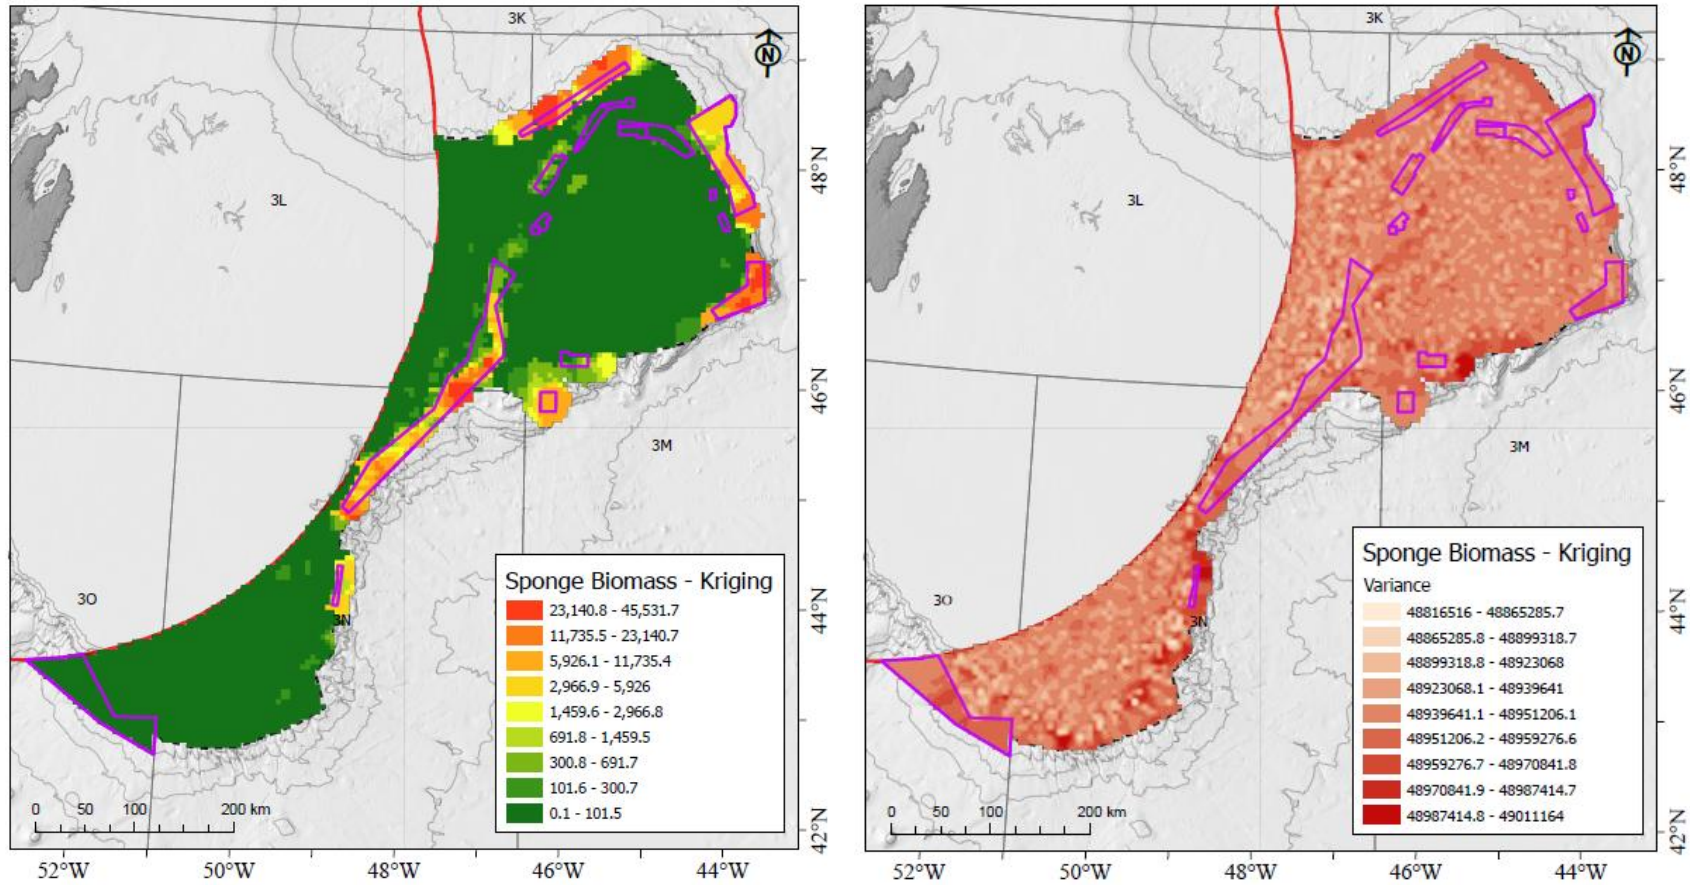 3K
N
48°N
3L
46°N
3M
3O
44°N
3N
Sponge Biomass - Kriging
23,140.8 - 45,531.7
11,735.5 - 23,140.7
5,926.1 - 11,735.4
2,966.9 - 5,926
1,459.6 - 2,966.8
691.8 - 1,459.5
300.8 - 691.7
101.6 - 300.7
0.1 - 101.5
0 50 100 200 km
42°N
52°W 50°W 48°W 46°W 44°W
3K
N
48°N
3L
46°N
3M
3O
44°N
3N
Sponge Biomass - Kriging
Variance
48816516 - 48865285.7
48865285.8 - 48899318.7
48899318.8 - 48923068
48923068.1 - 48939641
48939641.1 - 48951206.1
48951206.2 - 48959276.6
48959276.7 - 48970841.8
48970841.9 - 48987414.7
48987414.8 - 49011164
0 50 100 200 km
42°N
52°W 50°W 48°W 46°W 44°W